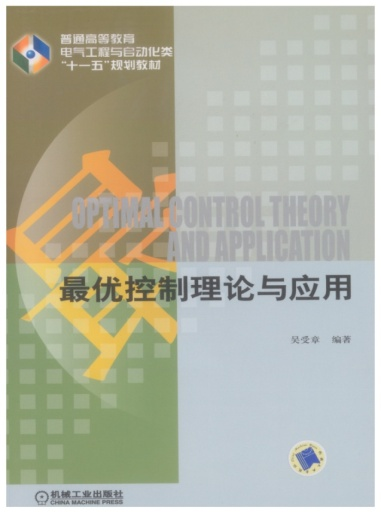 普通高等教育
电气工程与自动化类
“十一五”规划教材
OPTIMAL CONTROL THEORY
AND APPLICATION
最优控制理论与应用
吴受章 编著
机械工业出版社
CHINA MACHINE PRESS